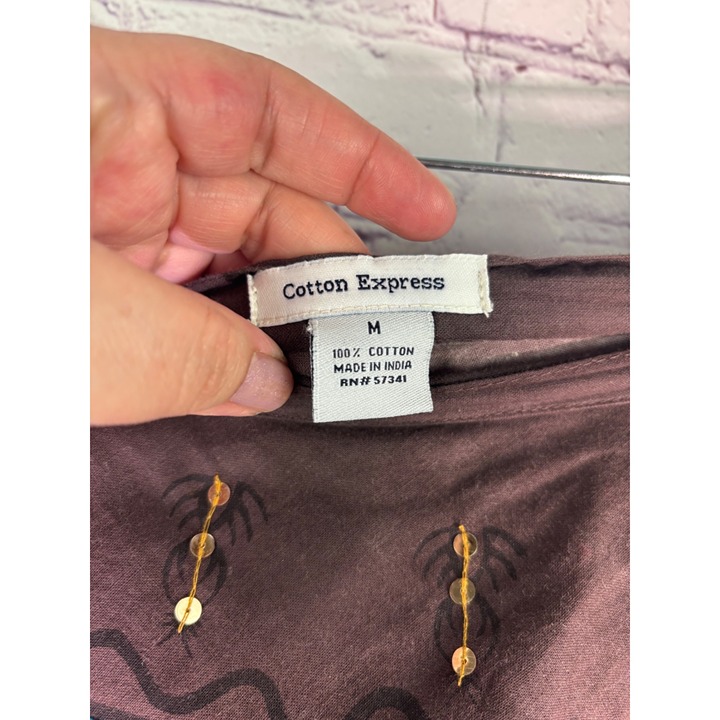 Cotton Express
M
100% COTTON
MADE IN INDIA
RN# 57341